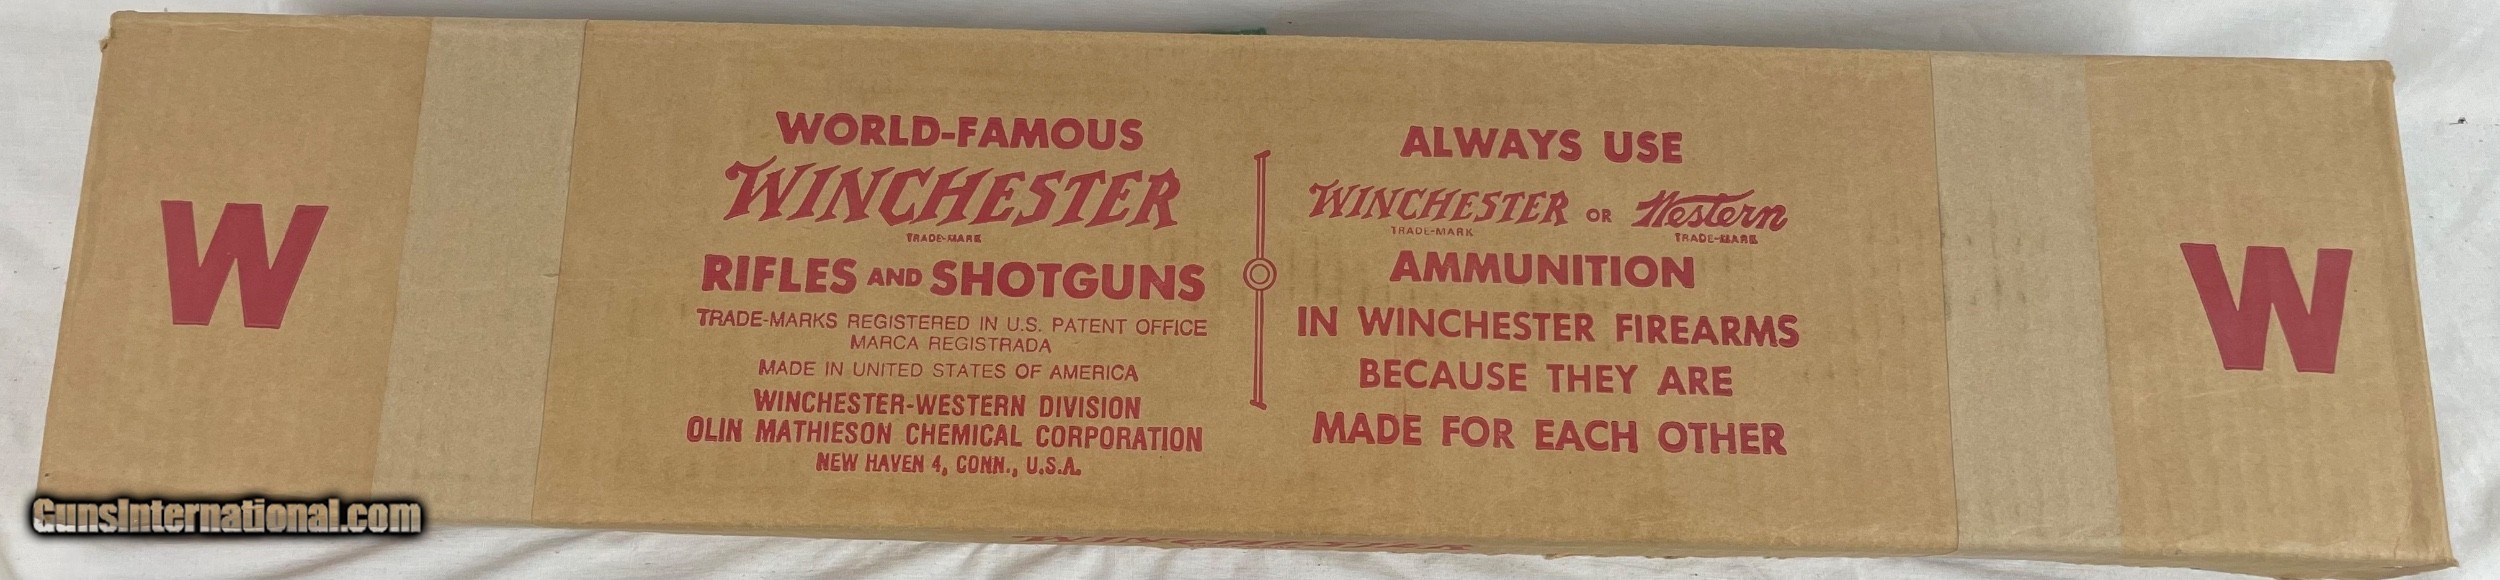 W
WORLD-FAMOUS
WINCHESTER
TRADE-MARK
RIFLES AND SHOTGUNS
TRADE-MARKS REGISTERED IN U.S. PATENT OFFICE
MARCA REGISTRADA
MADE IN UNITED STATES OF AMERICA
WINCHESTER-WESTERN DIVISION
OLIN MATHIESON CHEMICAL CORPORATION
NEW HAVEN 4, CONN., U.S.A.
ALWAYS USE
WINCHESTER OR Western
TRADE-MARK TRADE-MARK
AMMUNITION
IN WINCHESTER FIREARMS
BECAUSE THEY ARE
MADE FOR EACH OTHER
W
WINCHESTER
GunsInternational.com